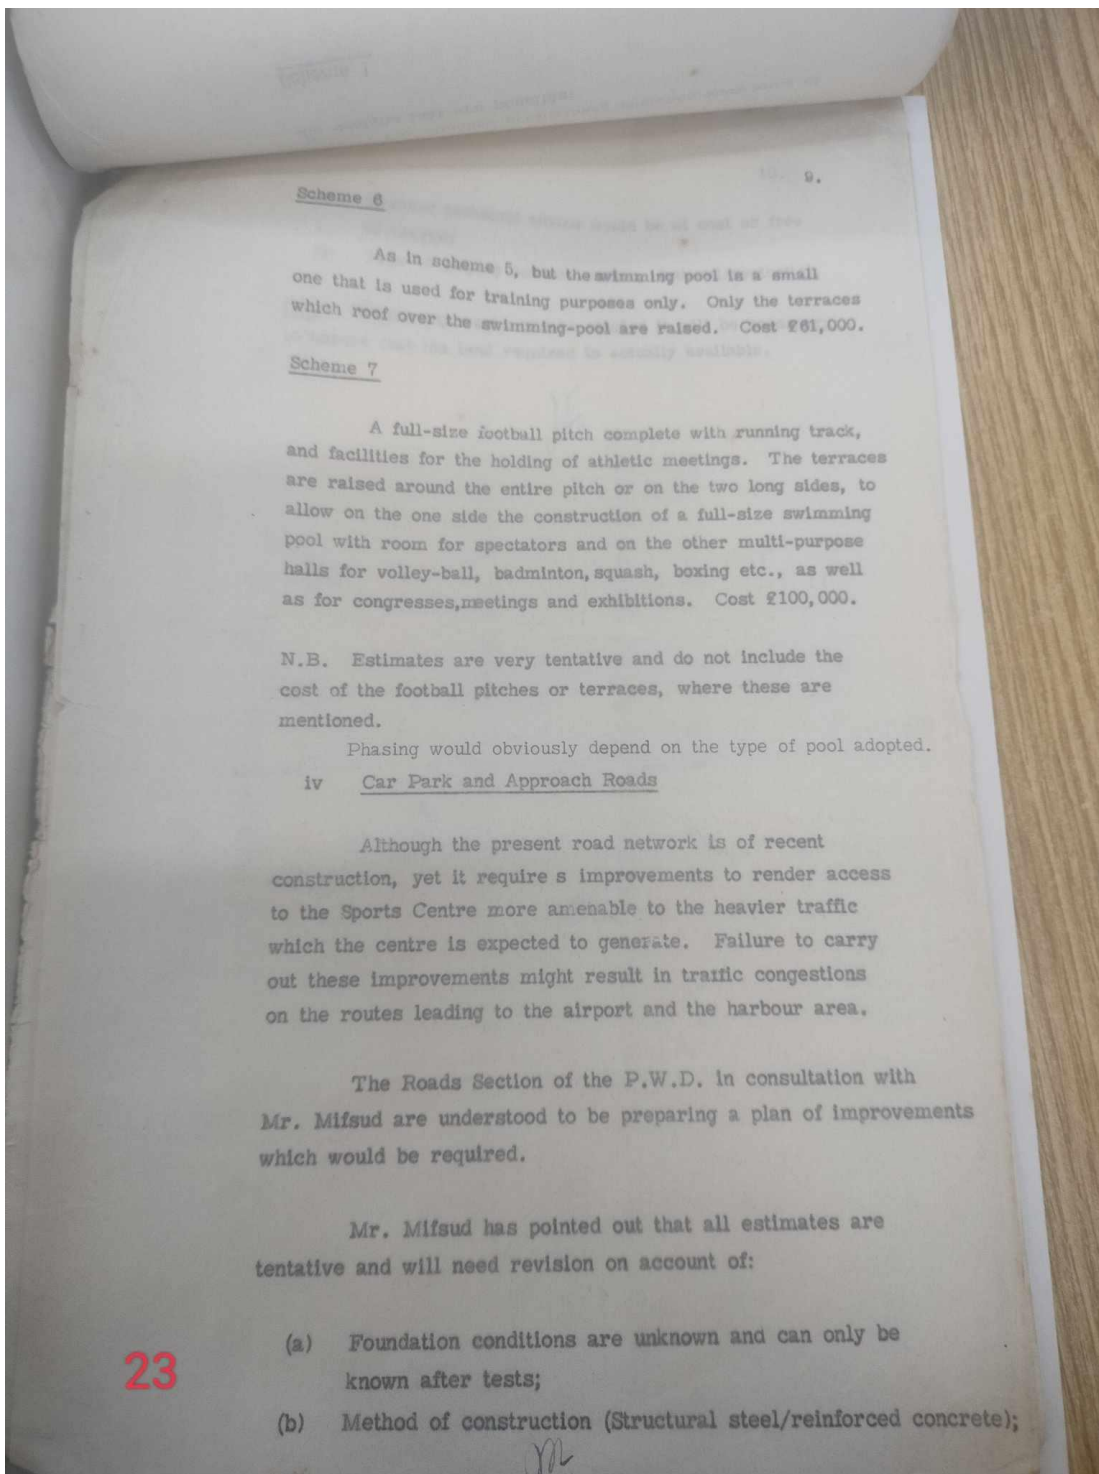 9.
Scheme 6
As in scheme 5, but the swimming pool is a small
one that is used for training purposes only. Only the terraces
which roof over the swimming-pool are raised. Cost £61,000.
Scheme 7
A full-size football pitch complete with running track,
and facilities for the holding of athletic meetings. The terraces
are raised around the entire pitch or on the two long sides, to
allow on the one side the construction of a full-size swimming
pool with room for spectators and on the other multi-purpose
halls for volley-ball, badminton, squash, boxing etc., as well
as for congresses,meetings and exhibitions. Cost £100,000.
N.B. Estimates are very tentative and do not include the
cost of the football pitches or terraces, where these are
mentioned.
Phasing would obviously depend on the type of pool adopted.
iv Car Park and Approach Roads
Although the present road network is of recent
construction, yet it require s improvements to render access
to the Sports Centre more amenable to the heavier traffic
which the centre is expected to generate. Failure to carry
out these improvements might result in traffic congestions
on the routes leading to the airport and the harbour area.
The Roads Section of the P.W.D. in consultation with
Mr. Mifsud are understood to be preparing a plan of improvements
which would be required.
Mr. Mifsud has pointed out that all estimates are
tentative and will need revision on account of:
(a) Foundation conditions are unknown and can only be
known after tests;
(b) Method of construction (Structural steel/reinforced concrete);
23